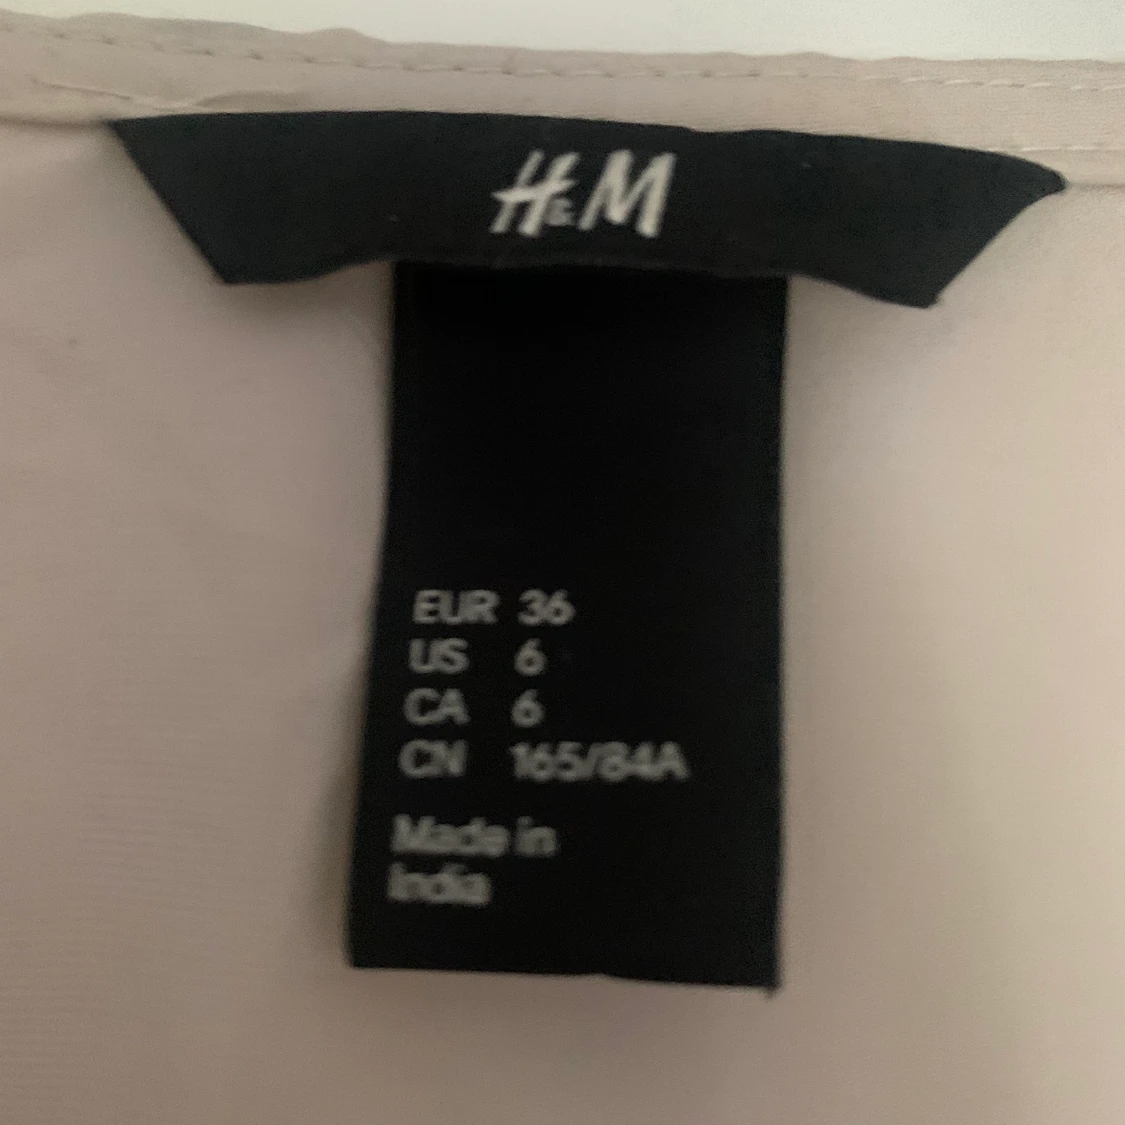 H&M
EUR 36
US 6
CA 6
CN 165/84A
Made in
India